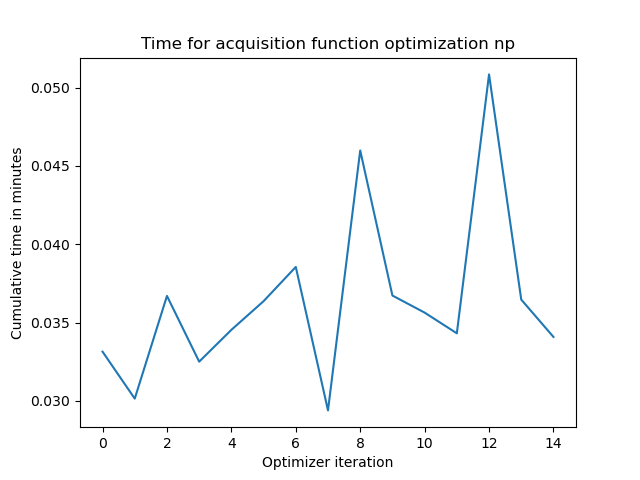 Time for acquisition function optimization np
Cumulative time in minutes
0.050
0.045
0.040
0.035
0.030
0 2 4 6 8 10 12 14
Optimizer iteration